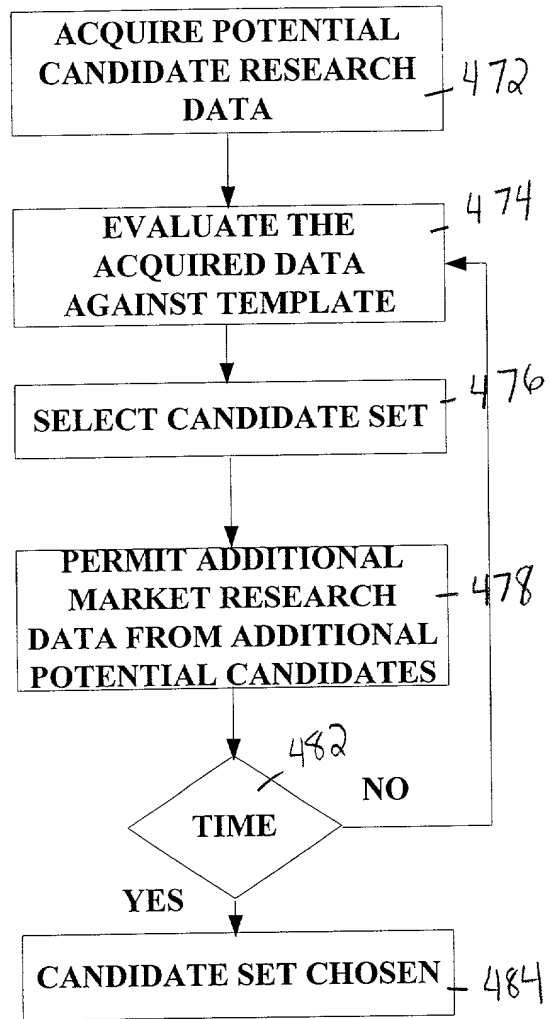 ACQUIRE POTENTIAL
CANDIDATE RESEARCH
DATA
472
EVALUATE THE
ACQUIRED DATA
AGAINST TEMPLATE
474
SELECT CANDIDATE SET
476
PERMIT ADDITIONAL
MARKET RESEARCH
DATA FROM ADDITIONAL
POTENTIAL CANDIDATES
478
482
TIME
NO
YES
CANDIDATE SET CHOSEN
484